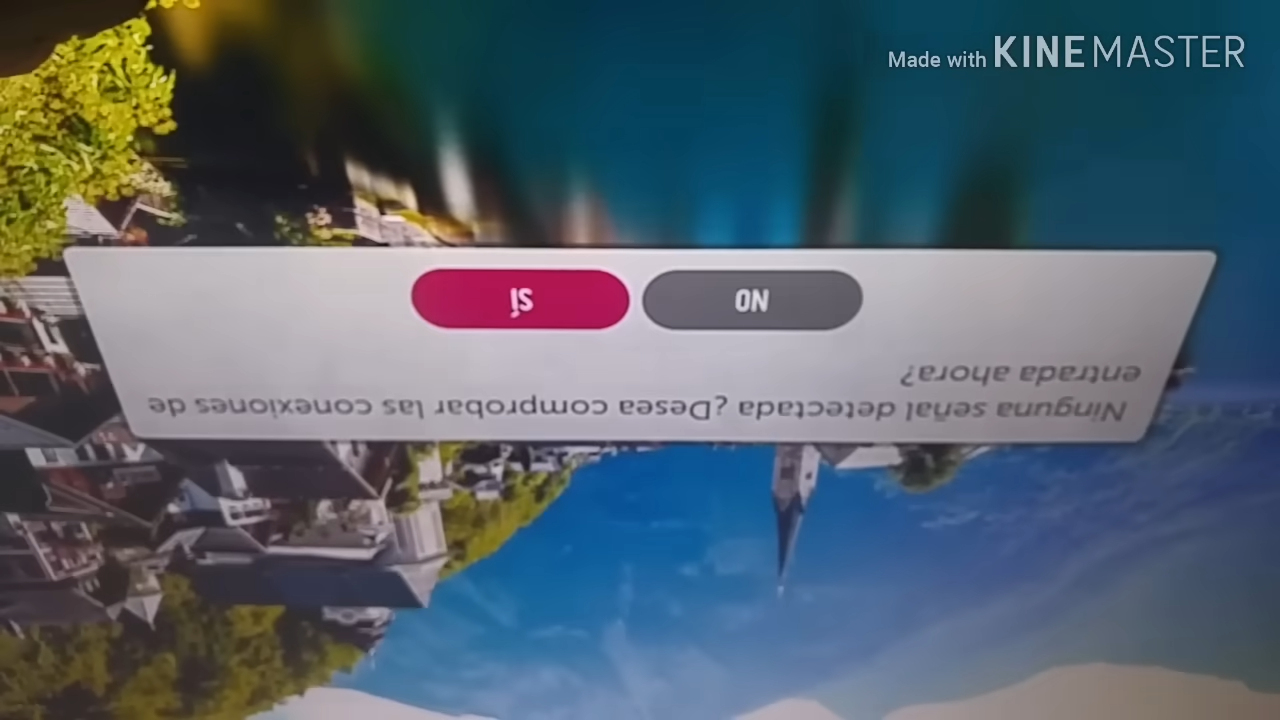 Made with KINEMASTER
Ninguna señal detectada ¿Desea comprobar las conexiones de
entrada ahora?
NO
SÍ